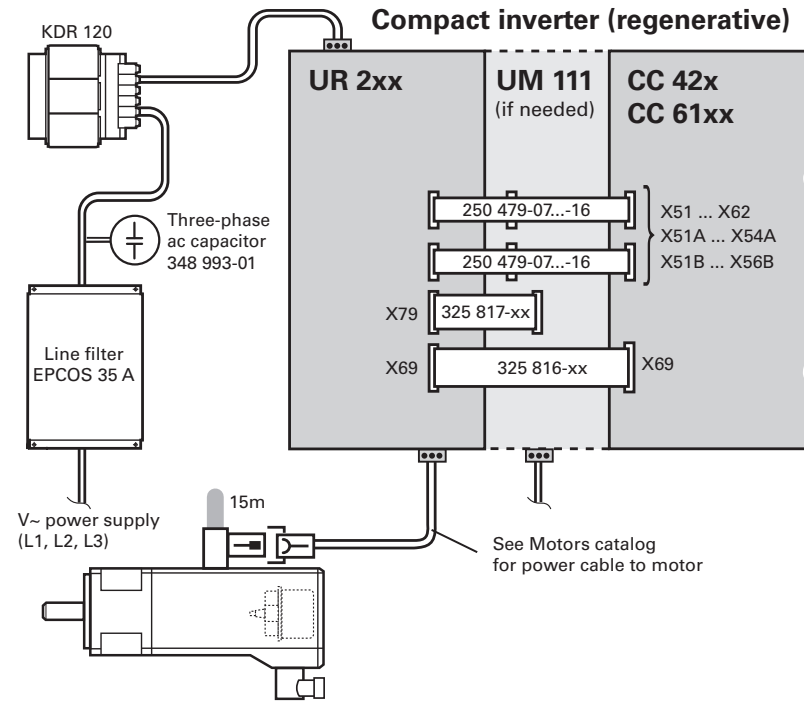 Compact inverter (regenerative)
KDR 120
UR 2xx
UM 111
(if needed)
CC 42x
CC 61xx
250 479-07...-16
X51 ... X62
X51A ... X54A
X51B ... X56B
250 479-07...-16
Three-phase
ac capacitor
348 993-01
X79
325 817-xx
X69
325 816-xx
X69
Line filter
EPCOS 35 A
V~ power supply
(L1, L2, L3)
15m
See Motors catalog
for power cable to motor